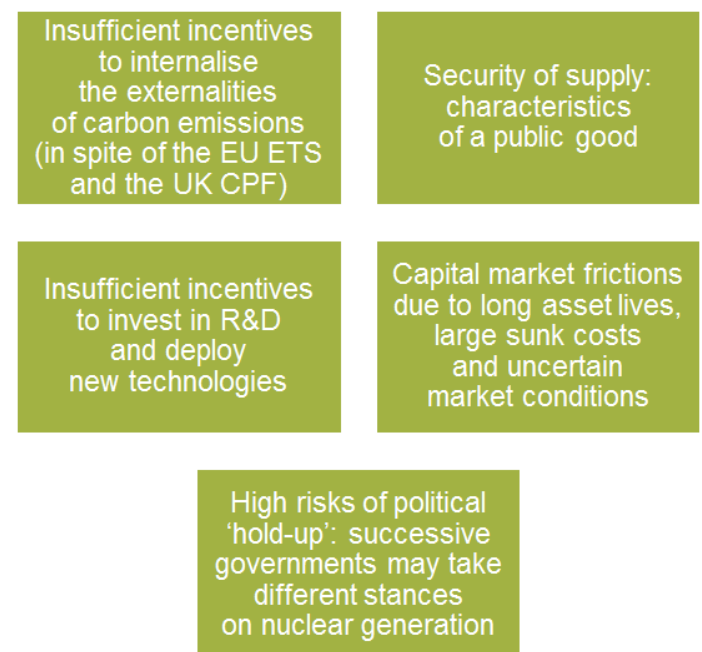 Insufficient incentives
to internalise
the externalities
of carbon emissions
(in spite of the EU ETS
and the UK CPF)
Security of supply:
characteristics
of a public good
Insufficient incentives
to invest in R&D
and deploy
new technologies
Capital market frictions
due to long asset lives,
large sunk costs
and uncertain
market conditions
High risks of political
‘hold-up’: successive
governments may take
different stances
on nuclear generation